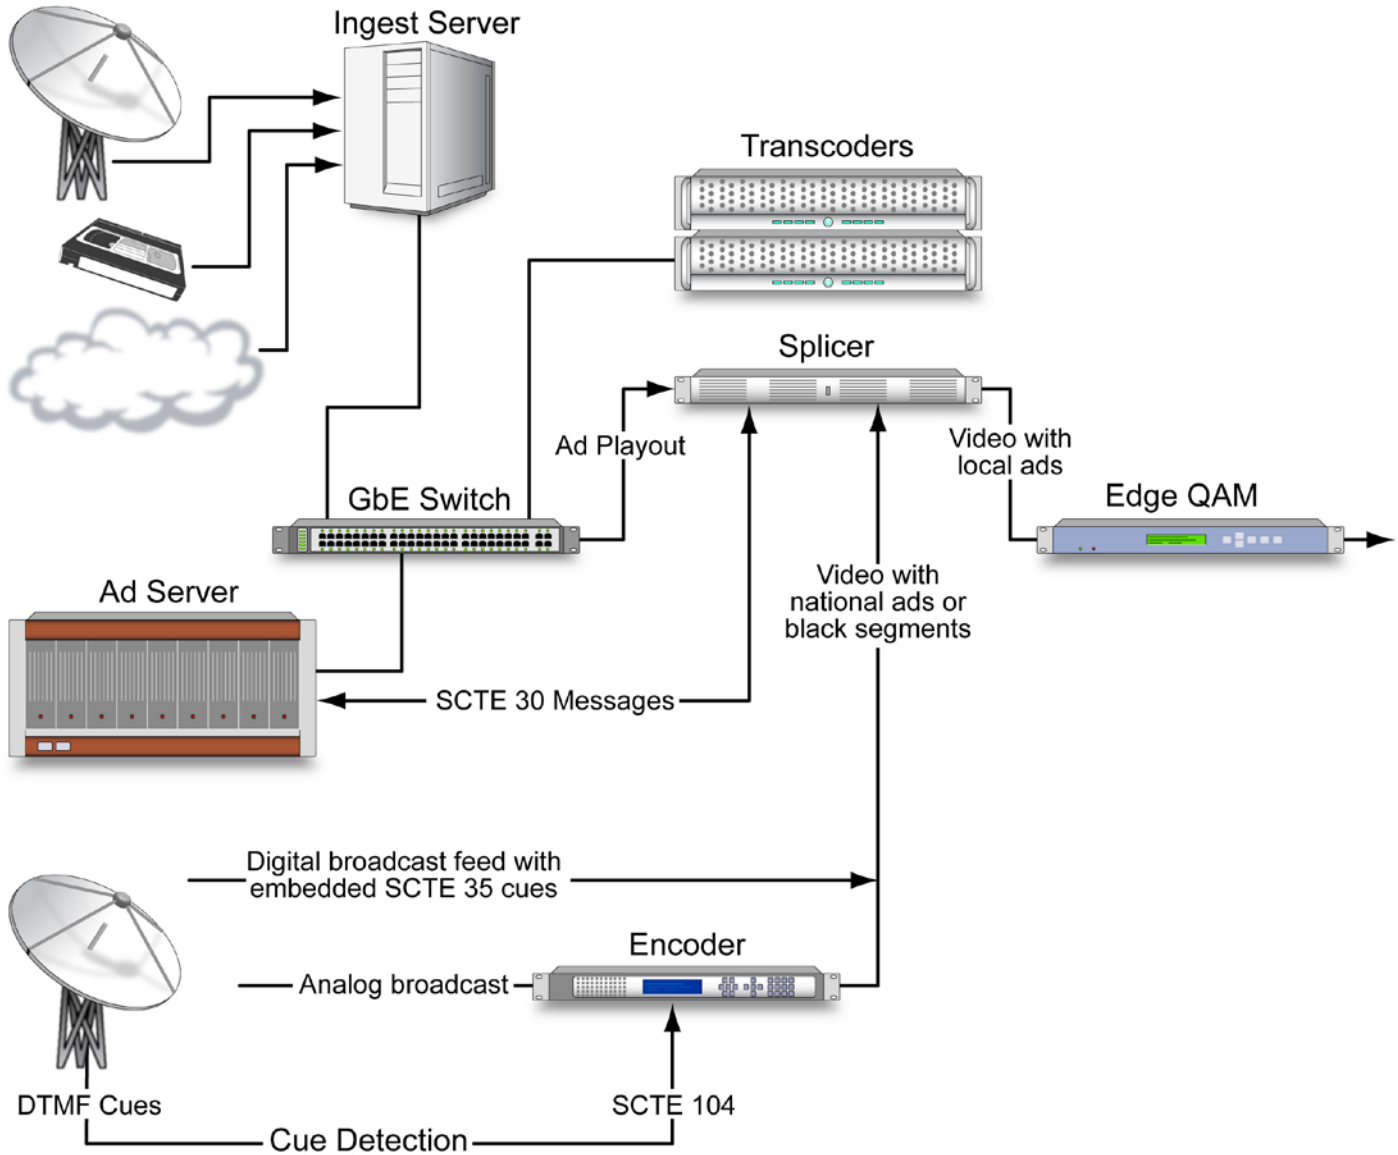 Ingest Server
Transcoders
Splicer
Ad Playout
Video with
local ads
GbE Switch
Edge QAM
Video with
national ads or
black segments
Ad Server
SCTE 30 Messages
Digital broadcast feed with
embedded SCTE 35 cues
Encoder
Analog broadcast
DTMF Cues
SCTE 104
Cue Detection